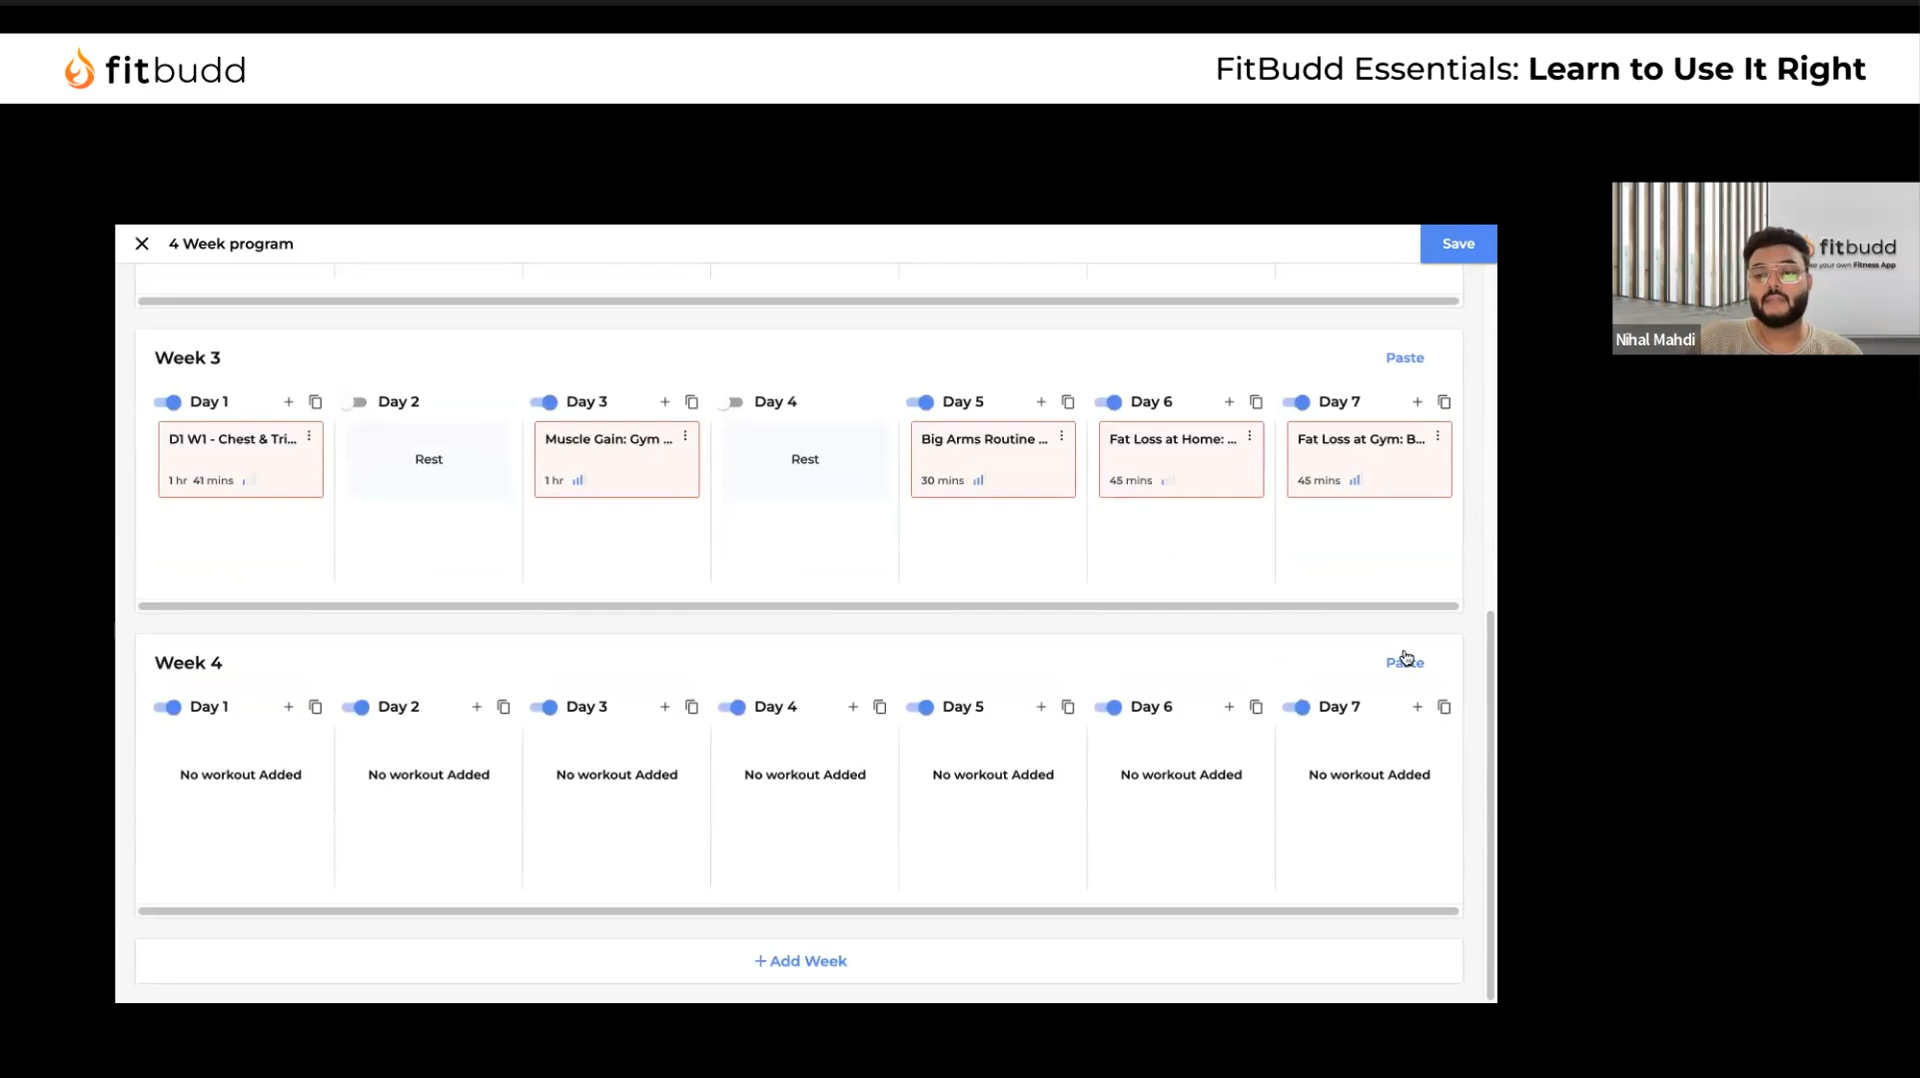 fitbudd
FitBudd Essentials: Learn to Use It Right
4 Week program
Save
Week 3
Paste
Day 1
Day 2
Day 3
Day 4
Day 5
Day 6
Day 7
D1 W1 - Chest & Tri...
1 hr 41 mins
Rest
Muscle Gain: Gym ...
1 hr
Rest
Big Arms Routine ...
30 mins
Fat Loss at Home: ...
45 mins
Fat Loss at Gym: B...
45 mins
Week 4
Paste
Day 1
Day 2
Day 3
Day 4
Day 5
Day 6
Day 7
No workout Added
No workout Added
No workout Added
No workout Added
No workout Added
No workout Added
No workout Added
+ Add Week
fitbudd
your own Fitness App
Nihal Mahdi